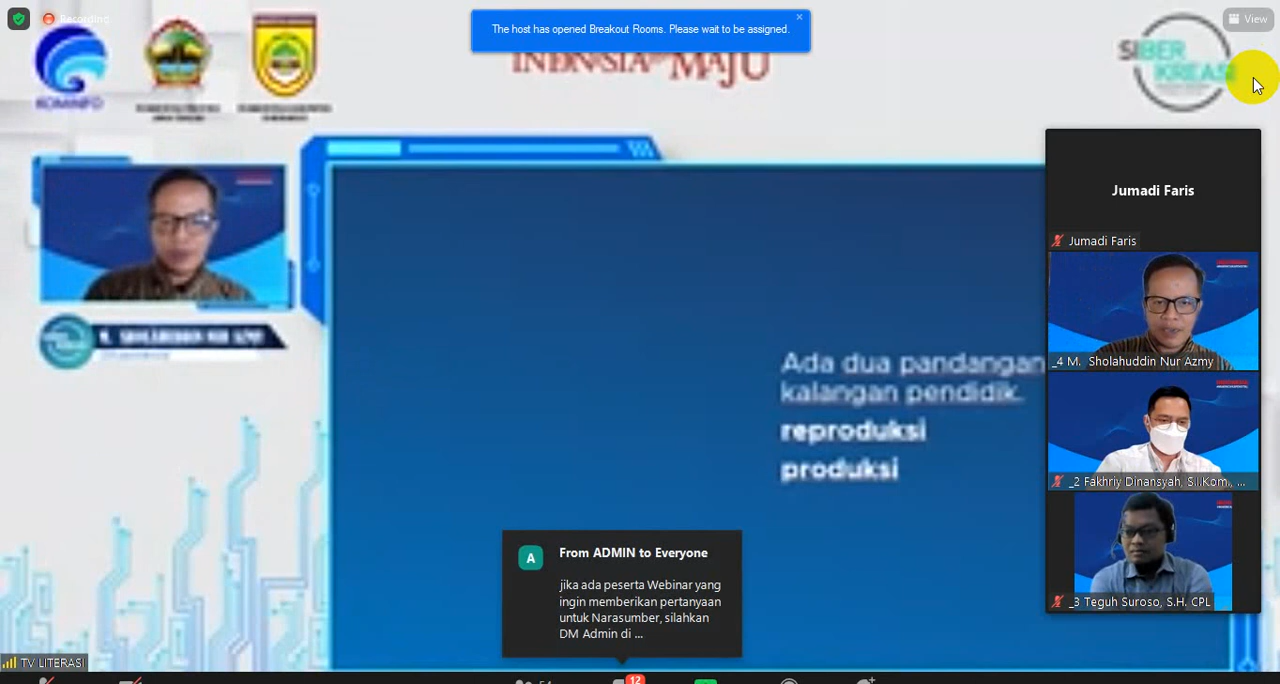 Recording
The host has opened Breakout Rooms. Please wait to be assigned.
×
View
KOMINFO
INDONESIA
MAJU
SIBER
KREASI
Jumadi Faris
Jumadi Faris
_4 M. Sholahuddin Nur Azmy
_2 Fakhriy Dinansyah, S.I.Kom., ...
_3 Teguh Suroso, S.H. CPL
Ada dua pandangan
kalangan pendidik.
reproduksi
produksi
A
From ADMIN to Everyone
jika ada peserta Webinar yang
ingin memberikan pertanyaan
untuk Narasumber, silahkan
DM Admin di ...
TV LITERASI
12